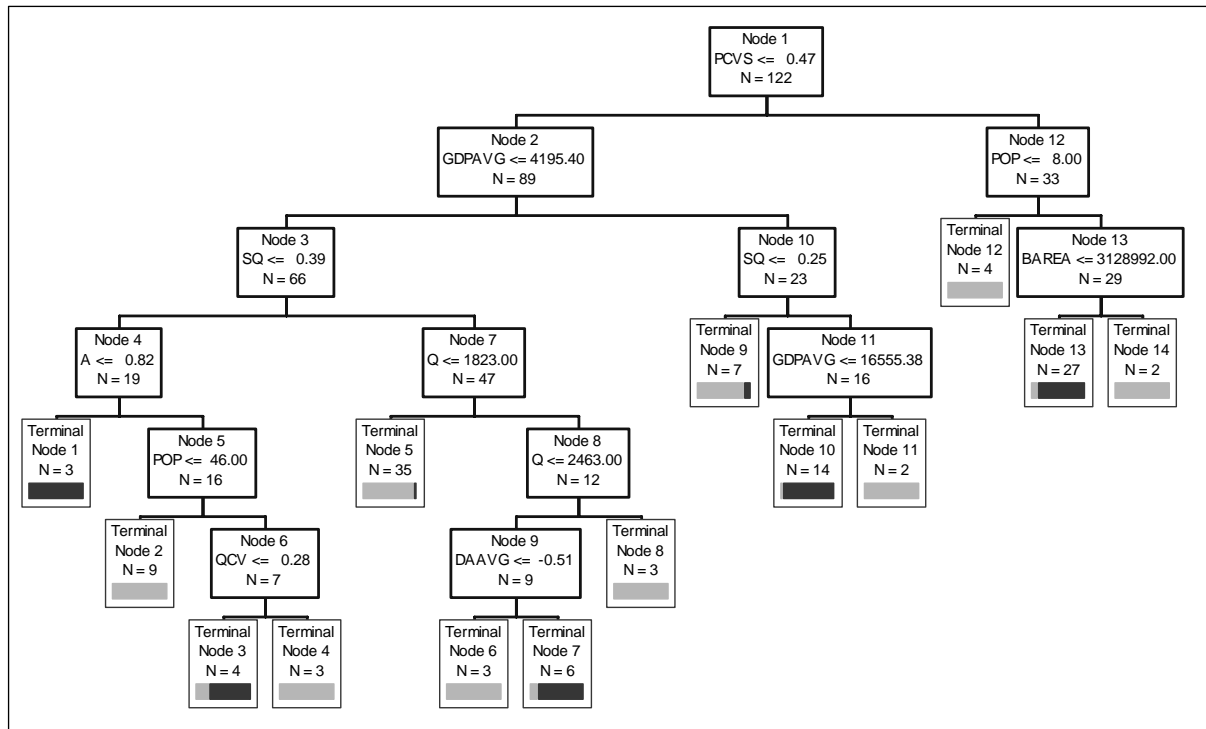 Node 1
PCVS <= 0.47
N = 122
Node 2
GDPAVG <= 4195.40
N = 89
Node 12
POP <= 8.00
N = 33
Node 3
SQ <= 0.39
N = 66
Node 10
SQ <= 0.25
N = 23
Terminal
Node 12
N = 4
Node 13
BAREA <= 3128992.00
N = 29
Node 4
A <= 0.82
N = 19
Node 7
Q <= 1823.00
N = 47
Terminal
Node 9
N = 7
Node 11
GDPAVG <= 16555.38
N = 16
Terminal
Node 13
N = 27
Terminal
Node 14
N = 2
Terminal
Node 1
N = 3
Node 5
POP <= 46.00
N = 16
Terminal
Node 5
N = 35
Node 8
Q <= 2463.00
N = 12
Terminal
Node 10
N = 14
Terminal
Node 11
N = 2
Terminal
Node 2
N = 9
Node 6
QCV <= 0.28
N = 7
Node 9
DAAVG <= -0.51
N = 9
Terminal
Node 8
N = 3
Terminal
Node 3
N = 4
Terminal
Node 4
N = 3
Terminal
Node 6
N = 3
Terminal
Node 7
N = 6